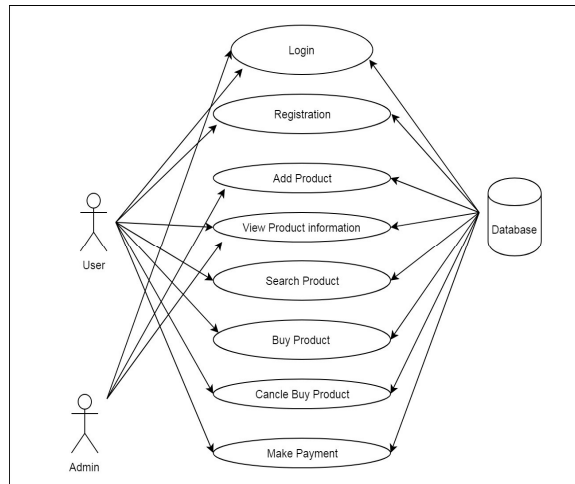 Login
Registration
Add Product
View Product information
Search Product
Buy Product
Cancle Buy Product
Make Payment
User
Admin
Database